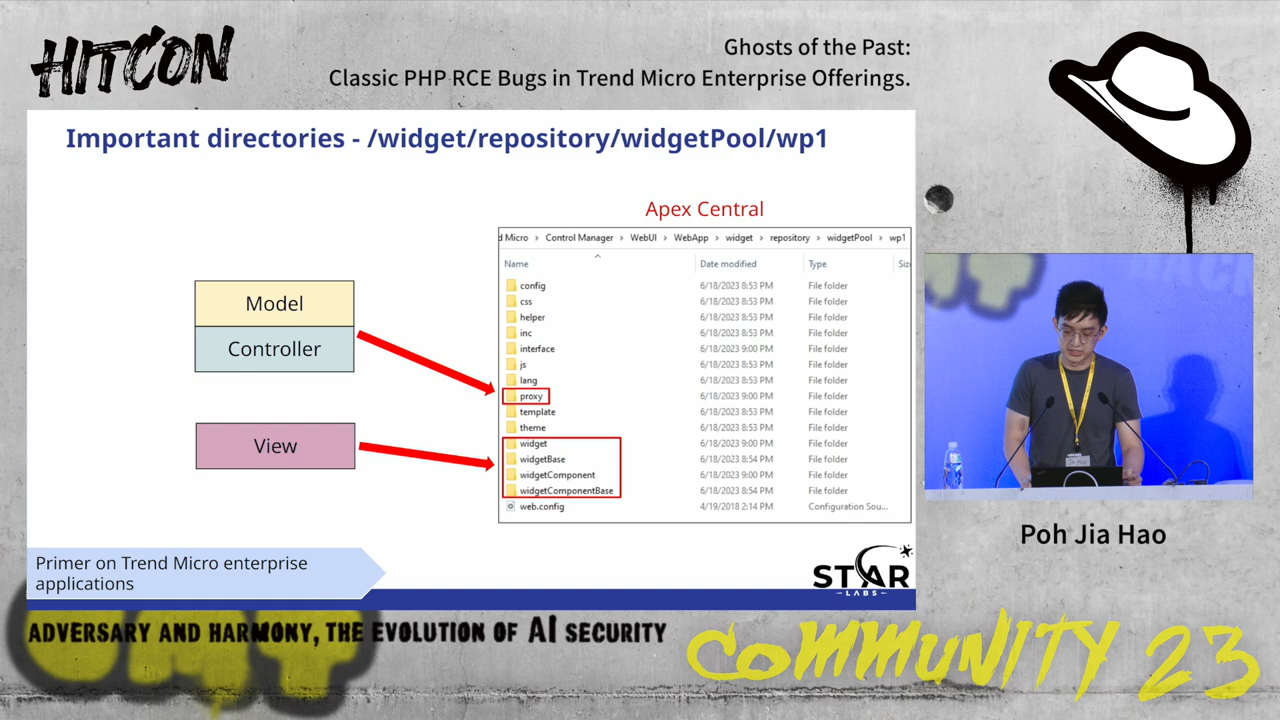 HITCON
Ghosts of the Past:
Classic PHP RCE Bugs in Trend Micro Enterprise Offerings.
Important directories - /widget/repository/widgetPool/wp1
Apex Central
d Micro > Control Manager > WebUI > WebApp > widget > repository > widgetPool > wp1
Name Date modified Type Siz
config 6/18/2023 8:53 PM File folder
css 6/18/2023 8:53 PM File folder
helper 6/18/2023 8:53 PM File folder
inc 6/18/2023 8:53 PM File folder
interface 6/18/2023 9:00 PM File folder
js 6/18/2023 8:53 PM File folder
lang 6/18/2023 8:53 PM File folder
proxy 6/18/2023 9:00 PM File folder
template 6/18/2023 8:53 PM File folder
theme 6/18/2023 8:53 PM File folder
widget 6/18/2023 9:00 PM File folder
widgetBase 6/18/2023 8:54 PM File folder
widgetComponent 6/18/2023 9:00 PM File folder
widgetComponentBase 6/18/2023 8:54 PM File folder
web.config 4/19/2018 2:14 PM Configuration Sou...
Model
Controller
View
Primer on Trend Micro enterprise
applications
STAR
LABS
Poh Jia Hao
ADVERSARY AND HARMONY, THE EVOLUTION OF AI SECURITY
COMMUNITY 23